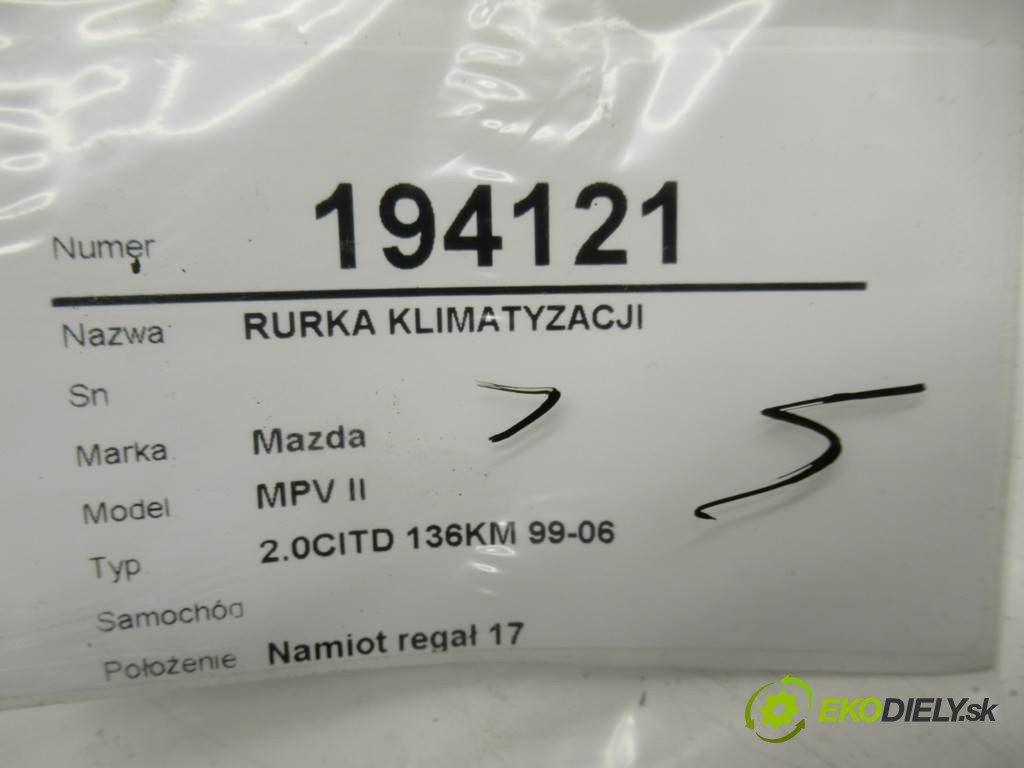 Numer 194121
Nazwa RURKA KLIMATYZACJI
Sn
Marka Mazda
Model MPV II
Typ 2.0CITD 136KM 99-06
Samochód
Położenie Namiot regał 17
5
EKODIELY.sk